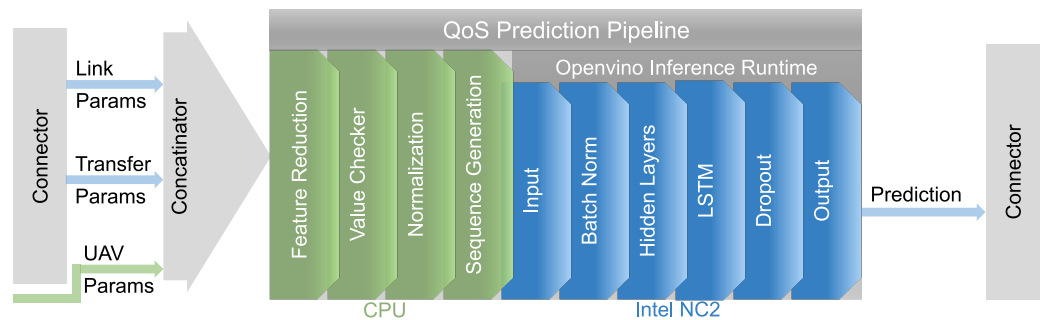 QoS Prediction Pipeline
Openvino Inference Runtime
Connector
Link
Params
Transfer
Params
UAV
Params
Concatinator
Feature Reduction
Value Checker
Normalization
Sequence Generation
Input
Batch Norm
Hidden Layers
LSTM
Dropout
Output
Prediction
Connector
CPU
Intel NC2